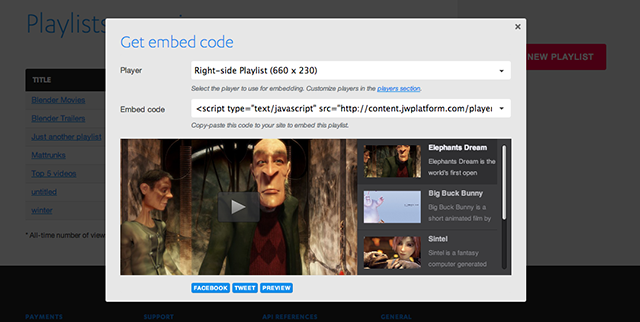 Playlists
×
Get embed code
NEW PLAYLIST
Player
Right-side Playlist (660 x 230)
Select the player to use for embedding. Customize players in the players section.
Embed code
<script type="text/javascript" src="http://content.jwplatform.com/player
Copy-paste this code to your site to embed this playlist.
TITLE
Blender Movies
Blender Trailers
Just another playlist
Mattrunks
Top 5 videos
untitled
winter
* All-time number of view
Elephants Dream
Elephants Dream is the
world's first open
Big Buck Bunny
Big Buck Bunny is a
short animated film by
Sintel
Sintel is a fantasy
computer generated
FACEBOOK TWEET PREVIEW
PAYMENTS SUPPORT API REFERENCES GENERAL